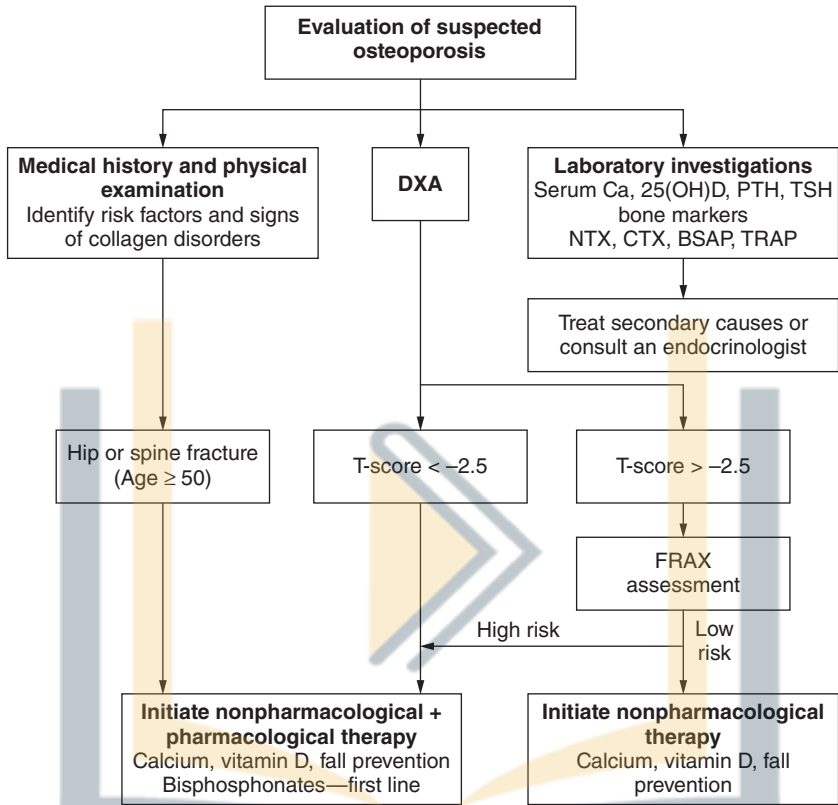 Evaluation of suspected
osteoporosis
Medical history and physical
examination
Identify risk factors and signs
of collagen disorders
DXA
Laboratory investigations
Serum Ca, 25(OH)D, PTH, TSH
bone markers
NTX, CTX, BSAP, TRAP
Treat secondary causes or
consult an endocrinologist
Hip or spine fracture
(Age ≥ 50)
T-score < –2.5
T-score > –2.5
FRAX
assessment
High risk
Low
risk
Initiate nonpharmacological +
pharmacological therapy
Calcium, vitamin D, fall prevention
Bisphosphonates—first line
Initiate nonpharmacological
therapy
Calcium, vitamin D, fall
prevention